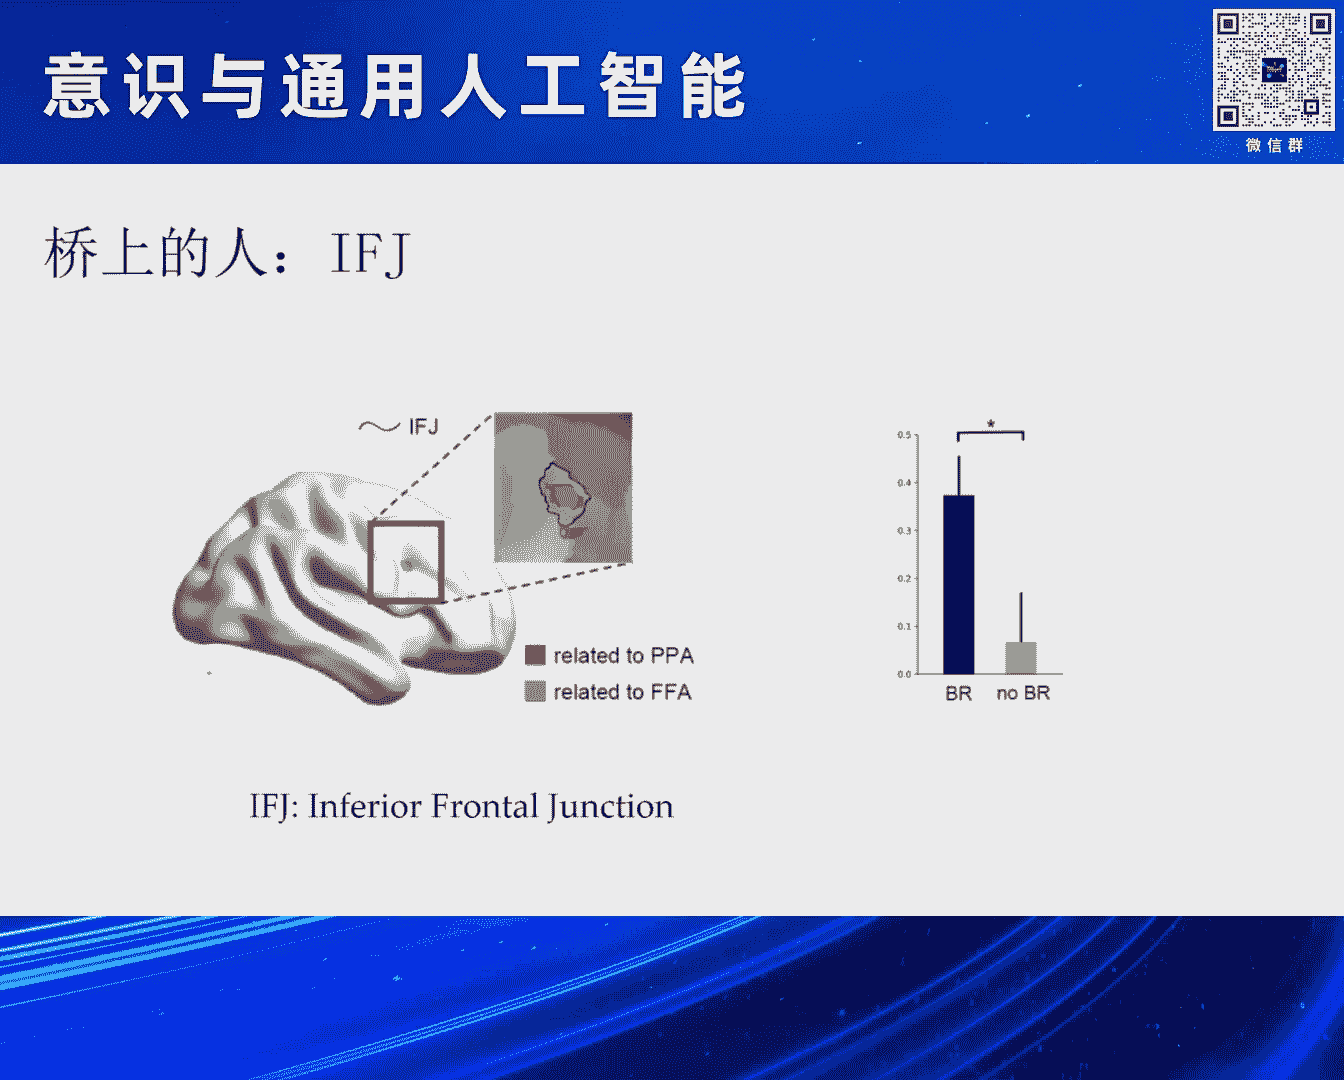 意识与通用人工智能
微信群
桥上的人：IFJ
IFJ
related to PPA
related to FFA
*
0.5
0.4
0.3
0.2
0.1
0.0
BR
no BR
IFJ: Inferior Frontal Junction